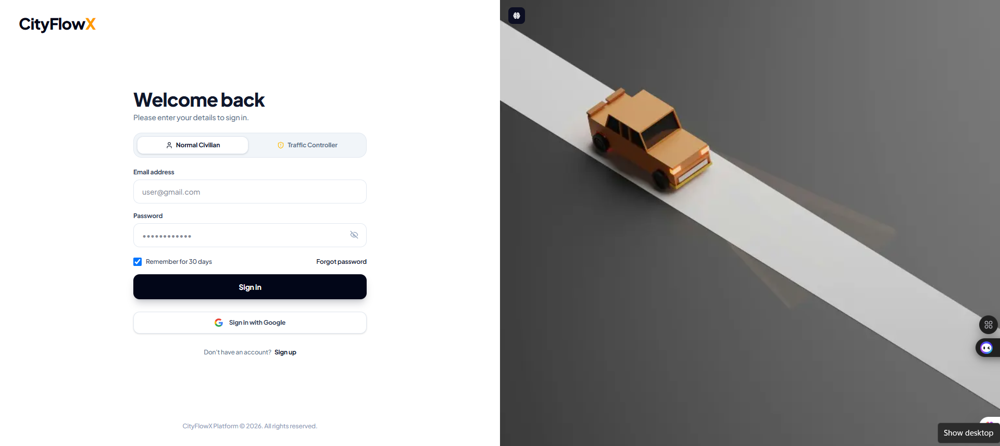 CityFlowX
Welcome back
Please enter your details to sign in.
Normal Civilian
Traffic Controller
Email address
user@gmail.com
Password
Remember for 30 days
Forgot password
Sign in
Sign in with Google
Don't have an account? Sign up
CityFlowX Platform © 2026. All rights reserved.
Show desktop